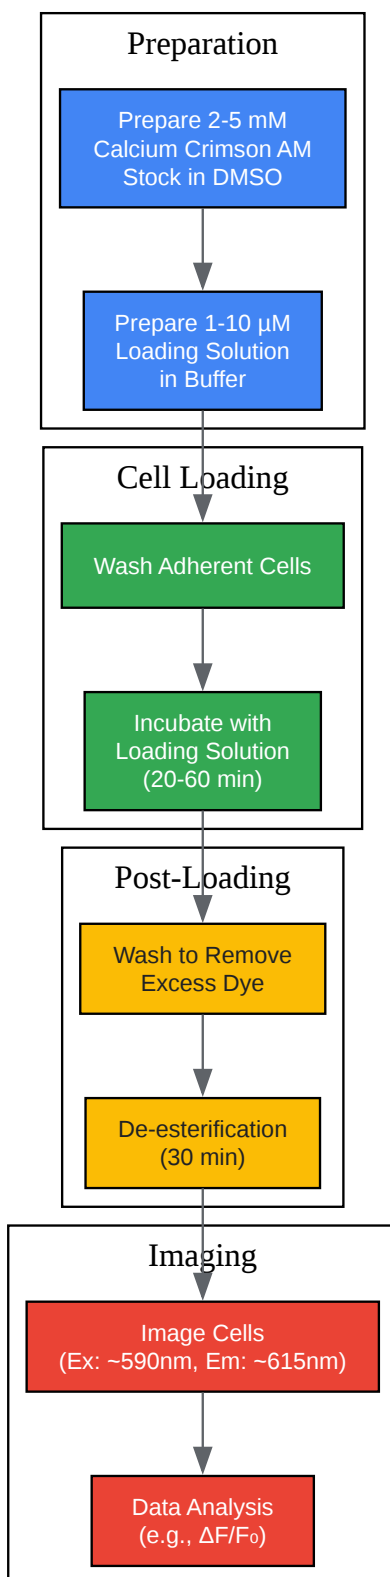 Preparation
Prepare 2-5 mM
Calcium Crimson AM
Stock in DMSO
Prepare 1-10 µM
Loading Solution
in Buffer
Cell Loading
Wash Adherent Cells
Incubate with
Loading Solution
(20-60 min)
Post-Loading
Wash to Remove
Excess Dye
De-esterification
(30 min)
Imaging
Image Cells
(Ex: ~590nm, Em: ~615nm)
Data Analysis
(e.g., ΔF/F₀)